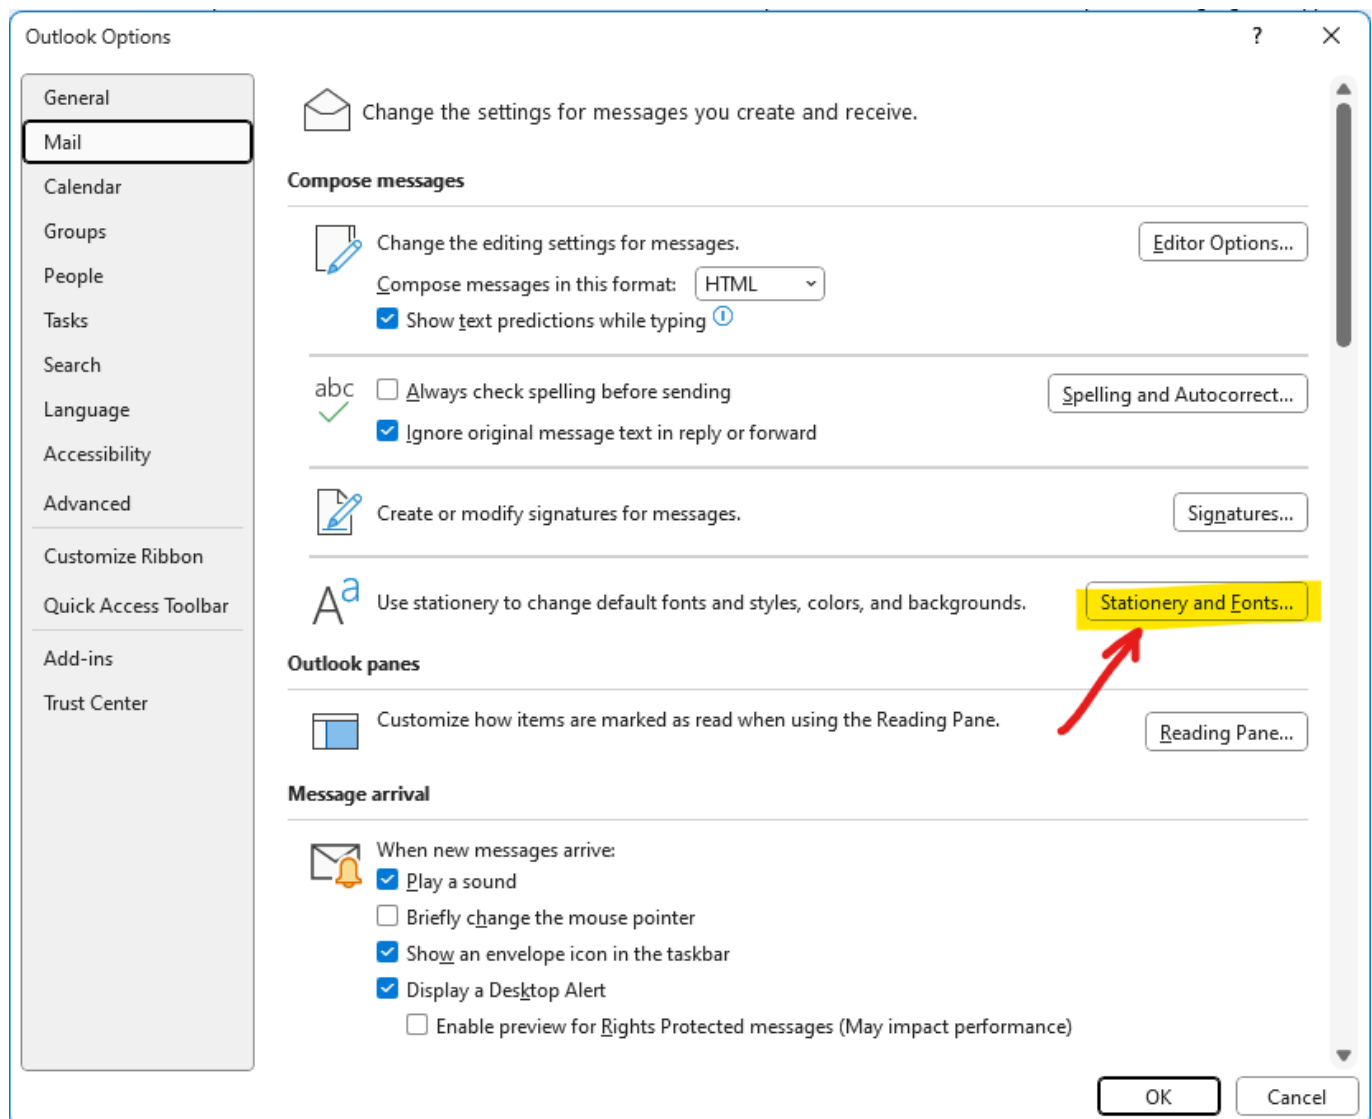 Outlook Options
?
General
Mail
Calendar
Groups
People
Tasks
Search
Language
Accessibility
Advanced
Customize Ribbon
Quick Access Toolbar
Add-ins
Trust Center
Change the settings for messages you create and receive.
Compose messages
Change the editing settings for messages.
Editor Options...
Compose messages in this format: HTML
Show text predictions while typing
abc
Always check spelling before sending
Spelling and Autocorrect...
Ignore original message text in reply or forward
Create or modify signatures for messages.
Signatures...
Aa
Use stationery to change default fonts and styles, colors, and backgrounds.
Stationery and Fonts...
Outlook panes
Customize how items are marked as read when using the Reading Pane.
Reading Pane...
Message arrival
When new messages arrive:
Play a sound
Briefly change the mouse pointer
Show an envelope icon in the taskbar
Display a Desktop Alert
Enable preview for Rights Protected messages (May impact performance)
OK
Cancel